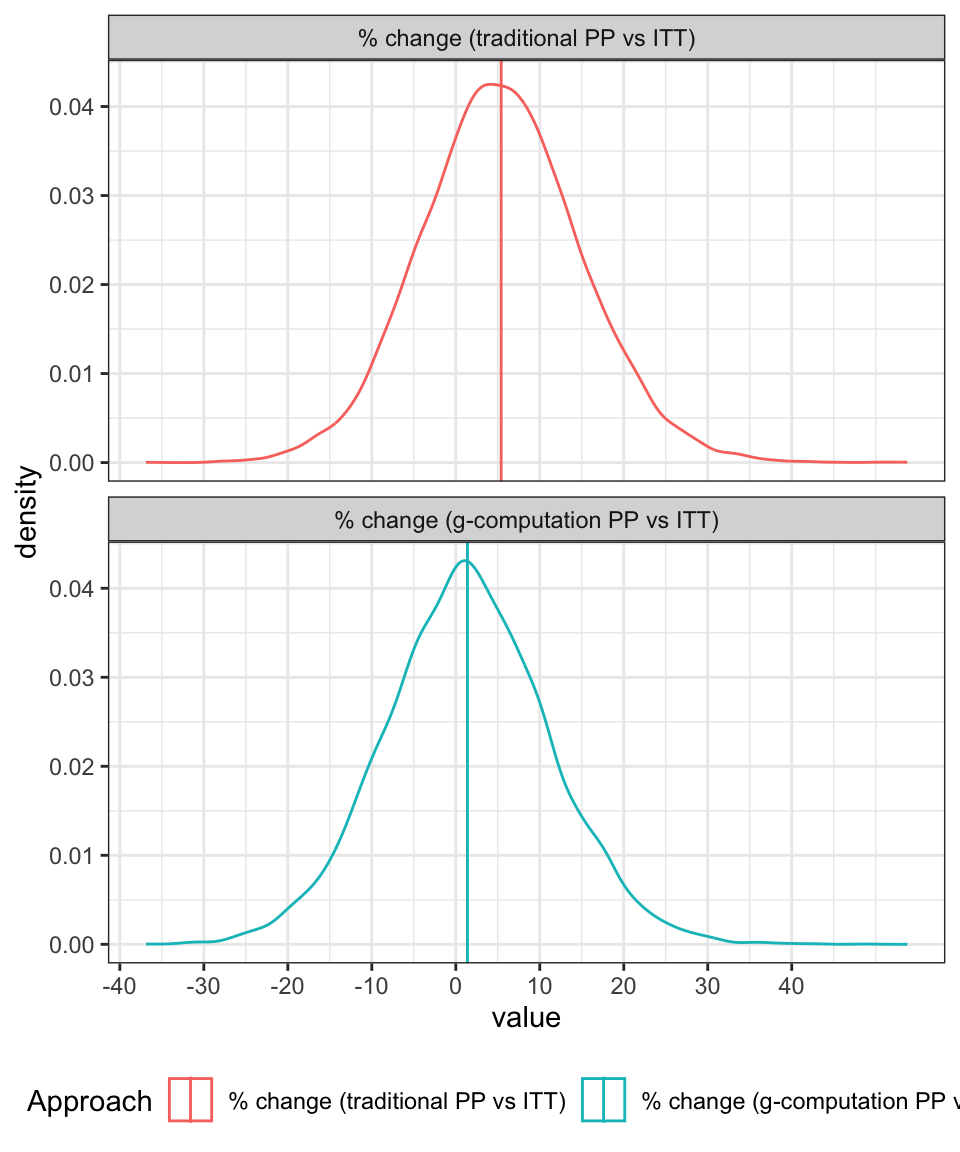 % change (traditional PP vs ITT)
0.04
0.03
0.02
0.01
0.00
density
% change (g-computation PP vs ITT)
0.04
0.03
0.02
0.01
0.00
-40 -30 -20 -10 0 10 20 30 40
value
Approach % change (traditional PP vs ITT) % change (g-computation PP